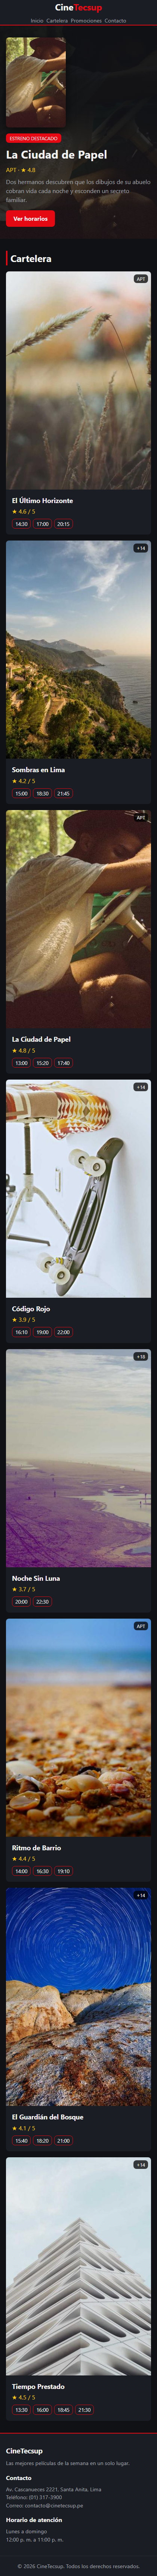 CineTecsup
Inicio Cartelera Promociones Contacto
ESTRENO DESTACADO
La Ciudad de Papel
APT · ★ 4.8
Dos hermanos descubren que los dibujos de su abuelo
cobran vida cada noche y esconden un secreto
familiar.
Ver horarios
Cartelera
APT
El Último Horizonte
★ 4.6 / 5
14:30 17:00 20:15
+14
Sombras en Lima
★ 4.2 / 5
15:00 18:30 21:45
APT
La Ciudad de Papel
★ 4.8 / 5
13:00 15:20 17:40
+14
Código Rojo
★ 3.9 / 5
16:10 19:00 22:00
+18
Noche Sin Luna
★ 3.7 / 5
20:00 22:30
APT
Ritmo de Barrio
★ 4.4 / 5
14:00 16:30 19:10
+14
El Guardián del Bosque
★ 4.1 / 5
15:40 18:20 21:00
+14
Tiempo Prestado
★ 4.5 / 5
13:30 16:00 18:45 21:30
CineTecsup
Las mejores películas de la semana en un solo lugar.
Contacto
Av. Cascanueces 2221, Santa Anita, Lima
Teléfono: (01) 317-3900
Correo: contacto@cinetecsup.pe
Horario de atención
Lunes a domingo
12:00 p. m. a 11:00 p. m.
© 2026 CineTecsup. Todos los derechos reservados.